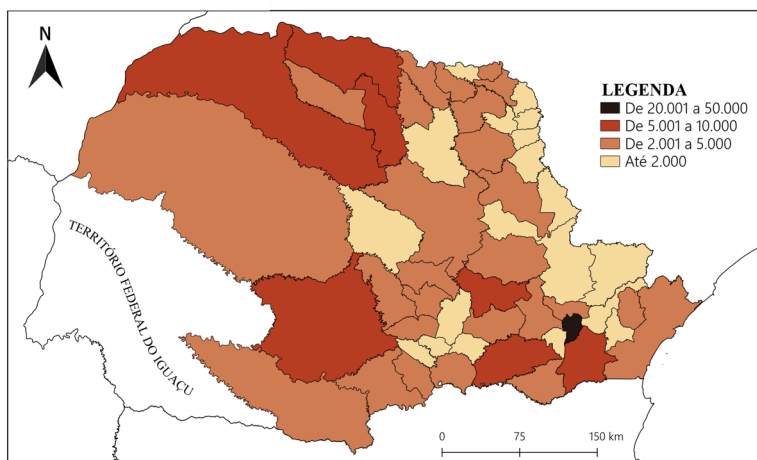 N
LEGENDA
De 20.001 a 50.000
De 5.001 a 10.000
De 2.001 a 5.000
Até 2.000
TERRITÓRIO FEDERAL DO IGUAÇU
0 75 150 km